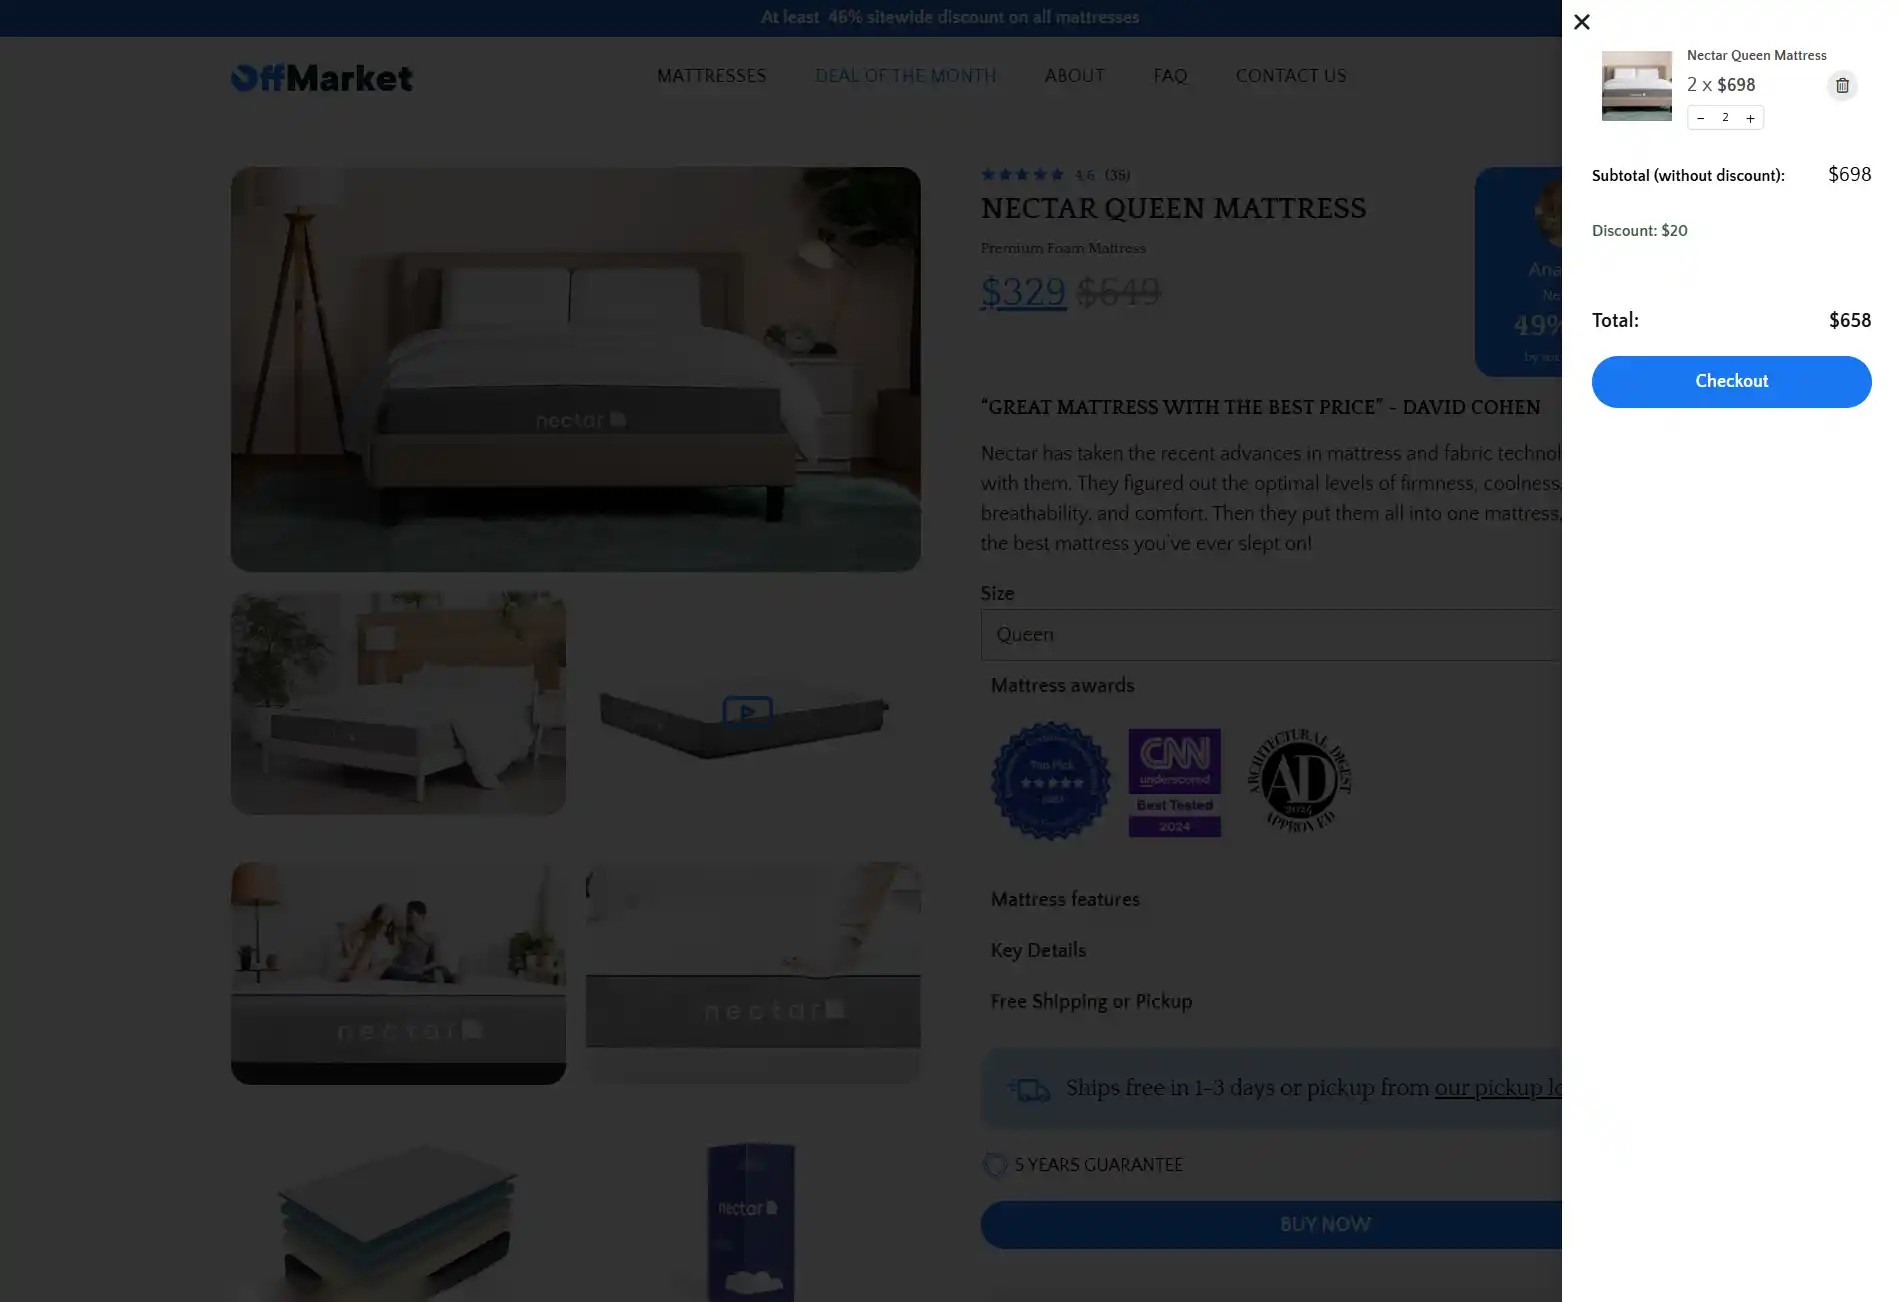 At least 46% sitewide discount on all mattresses
OffMarket
MATTRESSES
DEAL OF THE MONTH
ABOUT
FAQ
CONTACT US
4.6 (35)
NECTAR QUEEN MATTRESS
Premium Foam Mattress
$329 $649
Ana
Ne
49%
“GREAT MATTRESS WITH THE BEST PRICE” - DAVID COHEN
Nectar has taken the recent advances in mattress and fabric technol
with them. They figured out the optimal levels of firmness, coolness,
breathability, and comfort. Then they put them all into one mattress,
the best mattress you've ever slept on!
Size
Queen
Mattress awards
Top Pick
CNN
underscored
Best Tested
2024
ARCHITECTURAL DIGEST
AD
2024
APPROVED
Mattress features
Key Details
Free Shipping or Pickup
Ships free in 1-3 days or pickup from our pickup lo
5 YEARS GUARANTEE
BUY NOW
nectar
nectar
nectar
nectar
Nectar Queen Mattress
2 x $698
− 2 +
Subtotal (without discount): $698
Discount: $20
Total: $658
Checkout